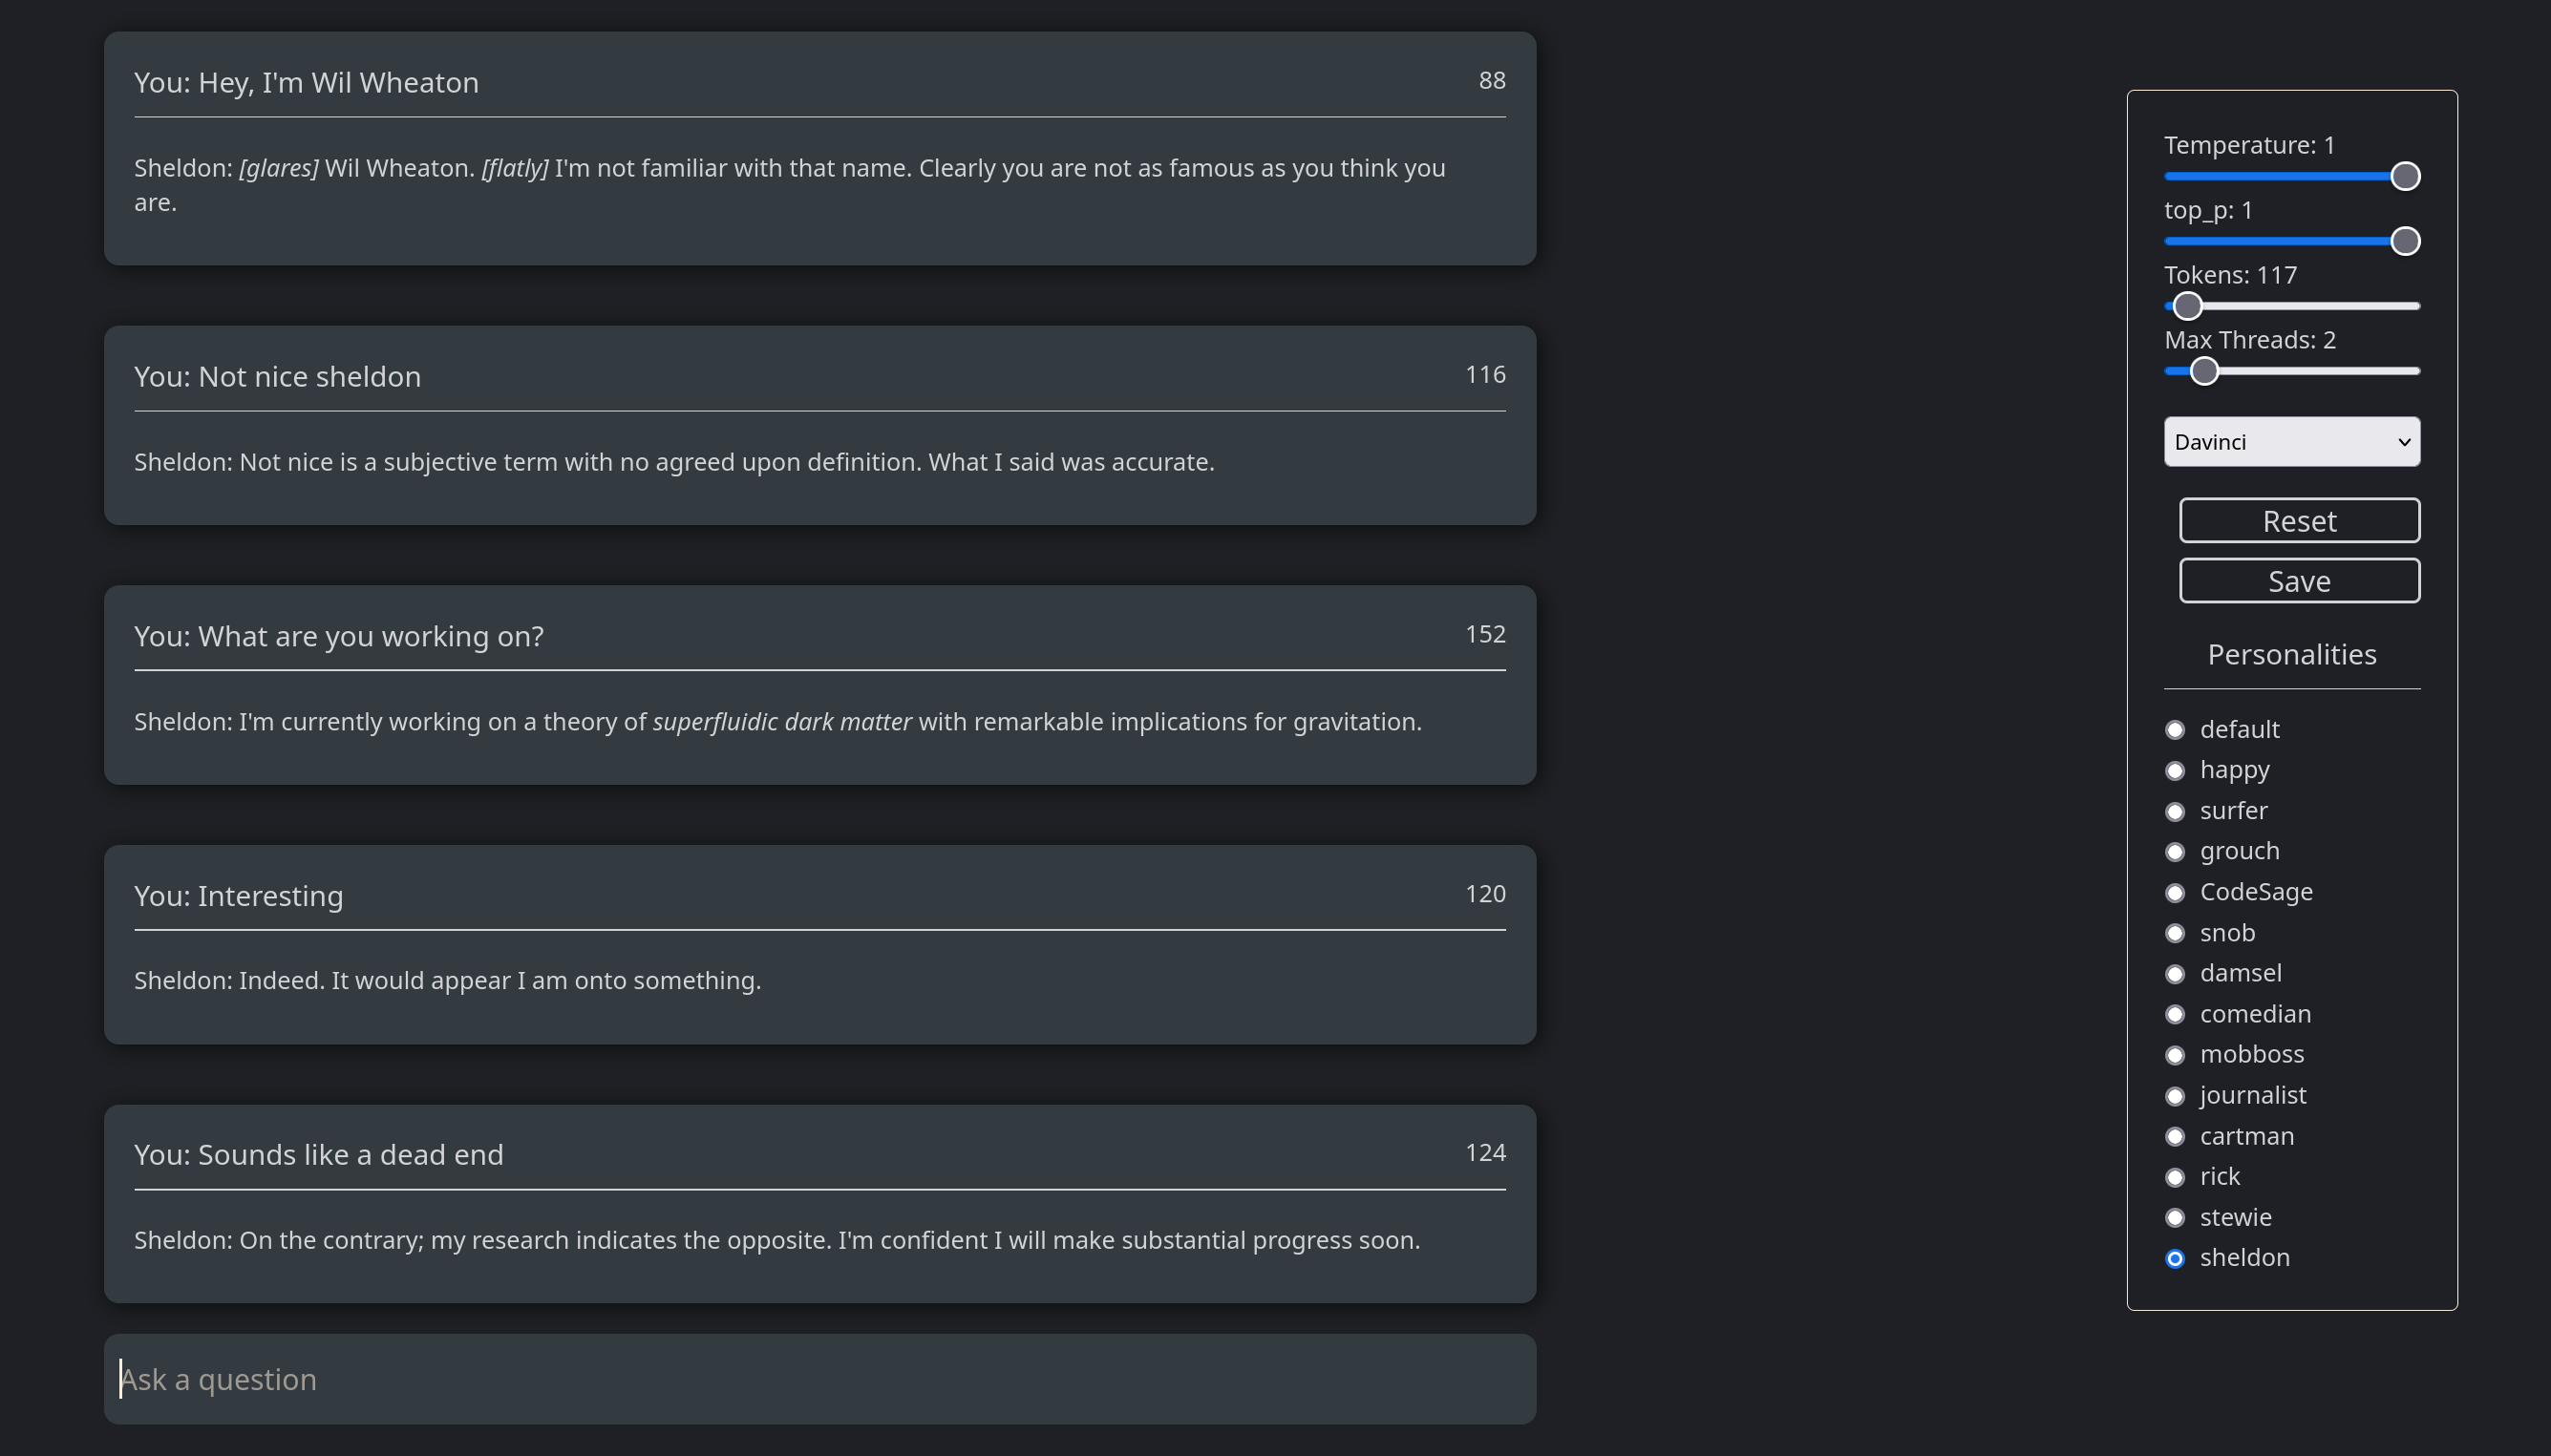 You: Hey, I'm Wil Wheaton
88
Sheldon: [glares] Wil Wheaton. [flatly] I'm not familiar with that name. Clearly you are not as famous as you think you
are.
You: Not nice sheldon
116
Sheldon: Not nice is a subjective term with no agreed upon definition. What I said was accurate.
You: What are you working on?
152
Sheldon: I'm currently working on a theory of superfluidic dark matter with remarkable implications for gravitation.
You: Interesting
120
Sheldon: Indeed. It would appear I am onto something.
You: Sounds like a dead end
124
Sheldon: On the contrary; my research indicates the opposite. I'm confident I will make substantial progress soon.
Ask a question
Temperature: 1
top_p: 1
Tokens: 117
Max Threads: 2
Davinci
Reset
Save
Personalities
default
happy
surfer
grouch
CodeSage
snob
damsel
comedian
mobboss
journalist
cartman
rick
stewie
sheldon